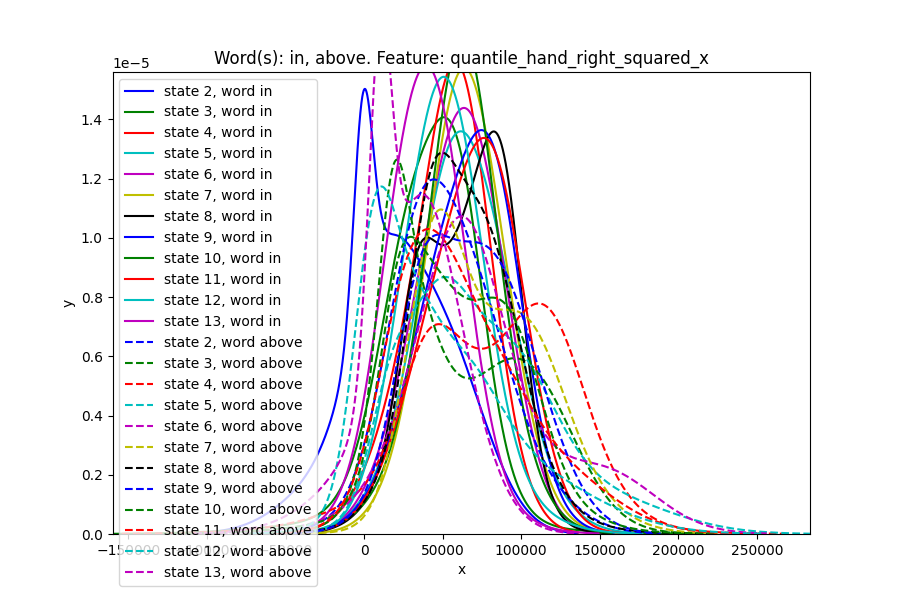 Word(s): in, above. Feature: quantile_hand_right_squared_x
1e−5
1.4
1.2
1.0
0.8
0.6
0.4
0.2
0.0
y
state 2, word in
state 3, word in
state 4, word in
state 5, word in
state 6, word in
state 7, word in
state 8, word in
state 9, word in
state 10, word in
state 11, word in
state 12, word in
state 13, word in
state 2, word above
state 3, word above
state 4, word above
state 5, word above
state 6, word above
state 7, word above
state 8, word above
state 9, word above
state 10, word above
state 11, word above
state 12, word above
state 13, word above
−150000 −100000 −50000 0 50000 100000 150000 200000 250000
x